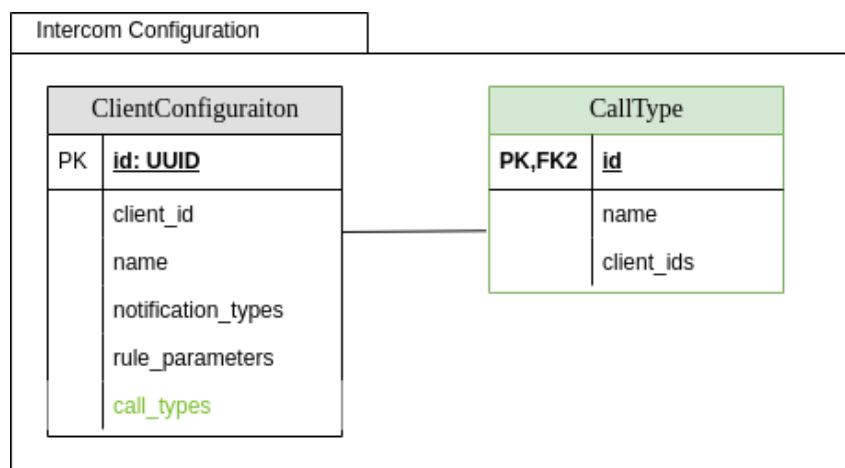 Intercom Configuration
ClientConfiguraiton
PK id: UUID
client_id
name
notification_types
rule_parameters
call_types
CallType
PK,FK2 id
name
client_ids